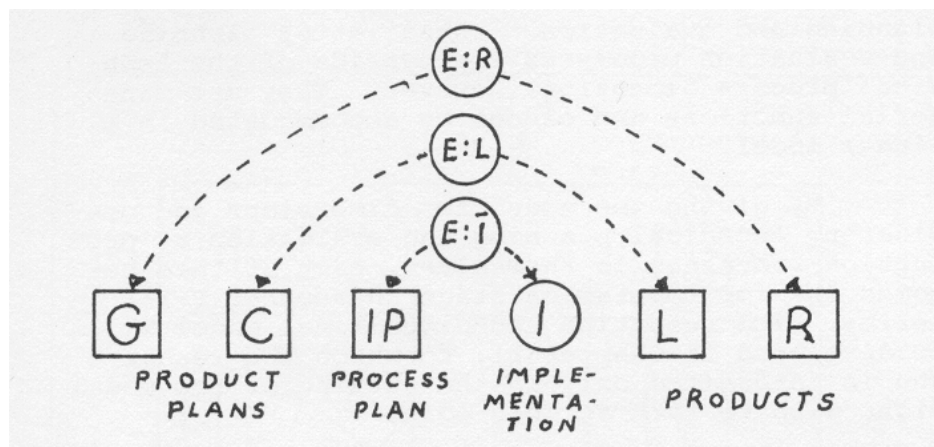 E:R
E:L
E:Ī
G C IP I L R
PRODUCT PLANS
PROCESS PLAN
IMPLE-
MENTA-
TION
PRODUCTS